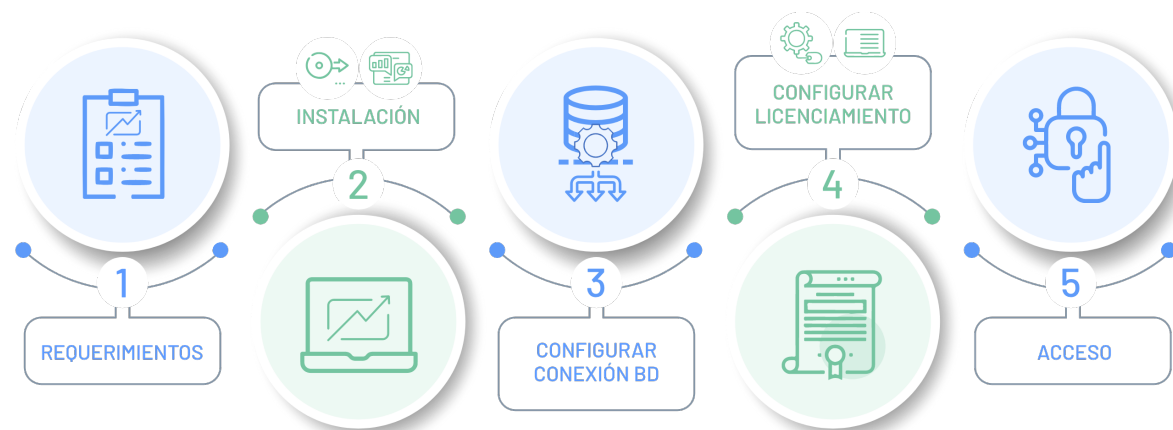 1
REQUERIMIENTOS
INSTALACIÓN
2
3
CONFIGURAR
CONEXIÓN BD
CONFIGURAR
LICENCIAMIENTO
4
5
ACCESO